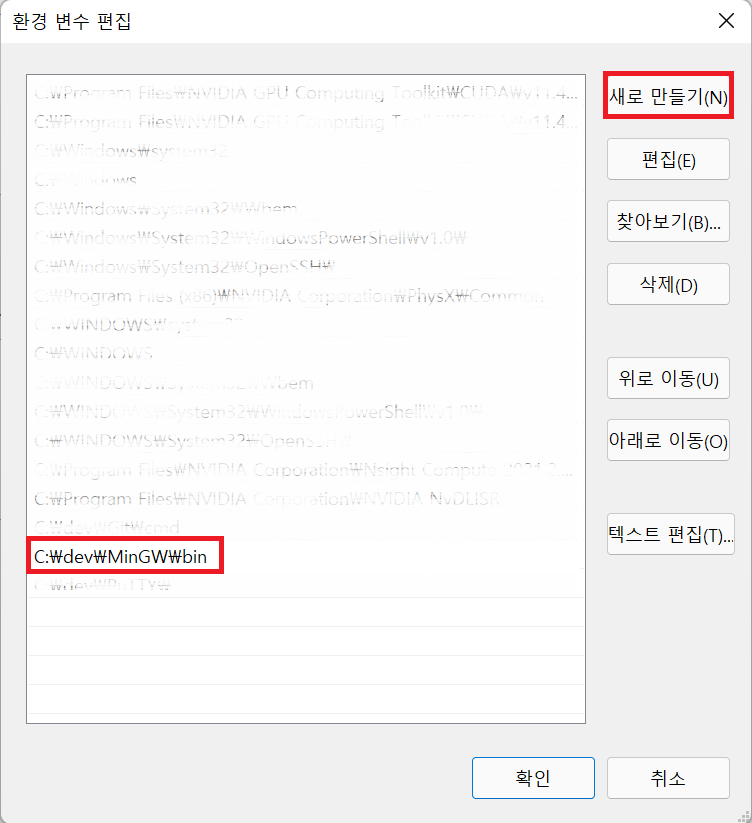 환경 변수 편집
C:₩Program Files₩NVIDIA GPU Computing Toolkit₩CUDA₩v11.4...
새로 만들기(N)
C:₩Program Files₩NVIDIA GPU Computing v11.4...
C:₩Windows₩system32
편집(E)
C:₩Windows
C:₩Windows₩System32₩Wbem
찾아보기(B)...
C:₩Windows₩System32₩WindowsPowerShell₩v1.0₩
C:₩Windows₩System32₩OpenSSH₩
삭제(D)
C:₩Program Files (x86)₩NVIDIA Corporation₩PhysX₩Common
C:₩WINDOWS₩system32
C:₩WINDOWS
위로 이동(U)
C:₩WINDOWS₩System32₩Wbem
C:₩WINDOWS₩System32₩WindowsPowerShell₩v1.0₩
C:₩WINDOWS₩System32₩OpenSSH₩
아래로 이동(O)
C:₩Program Files₩NVIDIA Corporation₩Nsight Compute 2021.2....
C:₩Program Files₩NVIDIA Corporation₩NVIDIA NvDLISR
C:₩dev₩Git₩cmd
텍스트 편집(T)...
C:₩dev₩MinGW₩bin
C:₩dev₩PuTTY₩
확인
취소